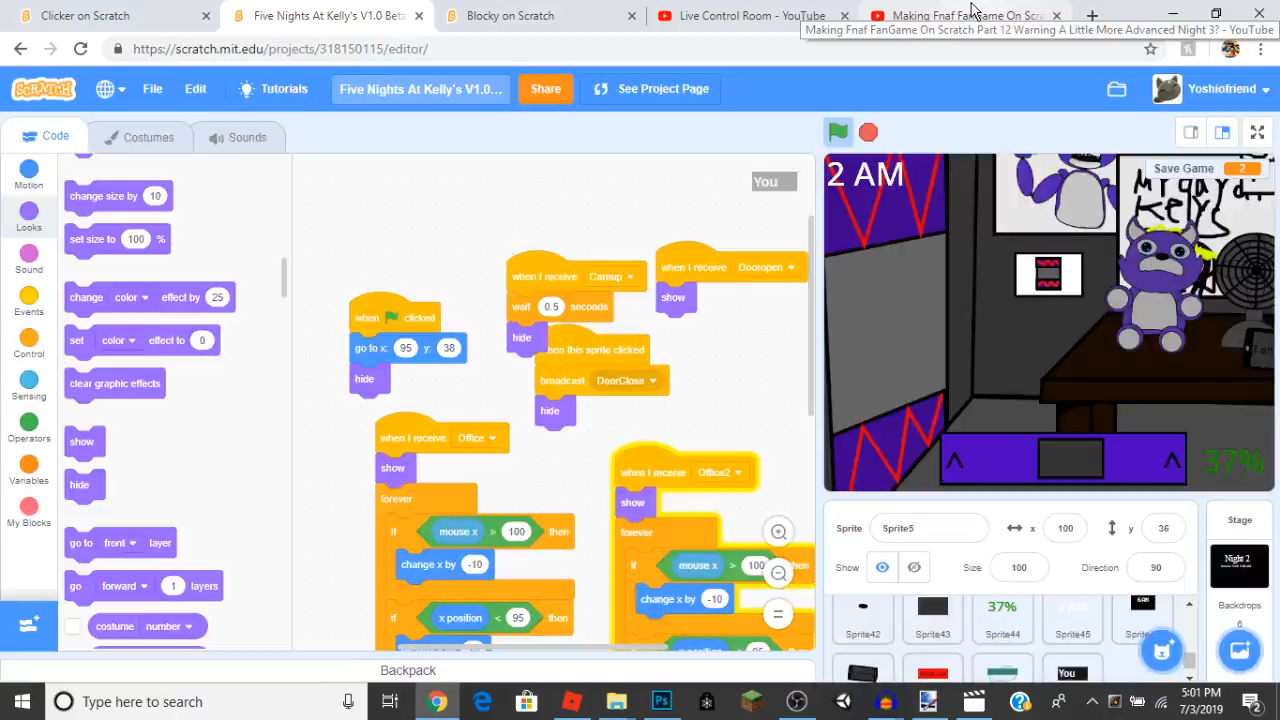 Clicker on Scratch
Five Nights At Kelly's V1.0 Beta
Blocky on Scratch
Live Control Room - YouTube
Making Fnaf FanGame On Scra
Making Fnaf FanGame On Scratch Part 12 Warning A Little More Advanced Night 3? - YouTube
https://scratch.mit.edu/projects/318150115/editor/
SCRATCH
File
Edit
Tutorials
Five Nights At Kelly's V1.0...
Share
See Project Page
Yoshiofriend
Code
Costumes
Sounds
Motion
Looks
Sound
Events
Control
Sensing
Operators
Variables
My Blocks
change size by 10
set size to 100 %
change color effect by 25
set color effect to 0
clear graphic effects
show
hide
go to front layer
go forward 1 layers
costume number
You
when clicked
go to x: 95 y: 38
hide
when I receive Camup
wait 0.5 seconds
hide
when this sprite clicked
broadcast DoorClose
hide
when I receive Dooropen
show
when I receive Office
show
forever
if mouse x > 100 then
change x by -10
if x position < 95 then
when I receive Office2
show
forever
if mouse x > 100 then
change x by -10
Backpack
2 AM
Save Game 2
37%
Sprite Sprite5 x 100 y 36
Show Size 100 Direction 90
Stage
Night 2
Backdrops
6
Sprite42
Sprite43
37%
Sprite44
Sprite45
You
Type here to search
5:01 PM
7/3/2019
2